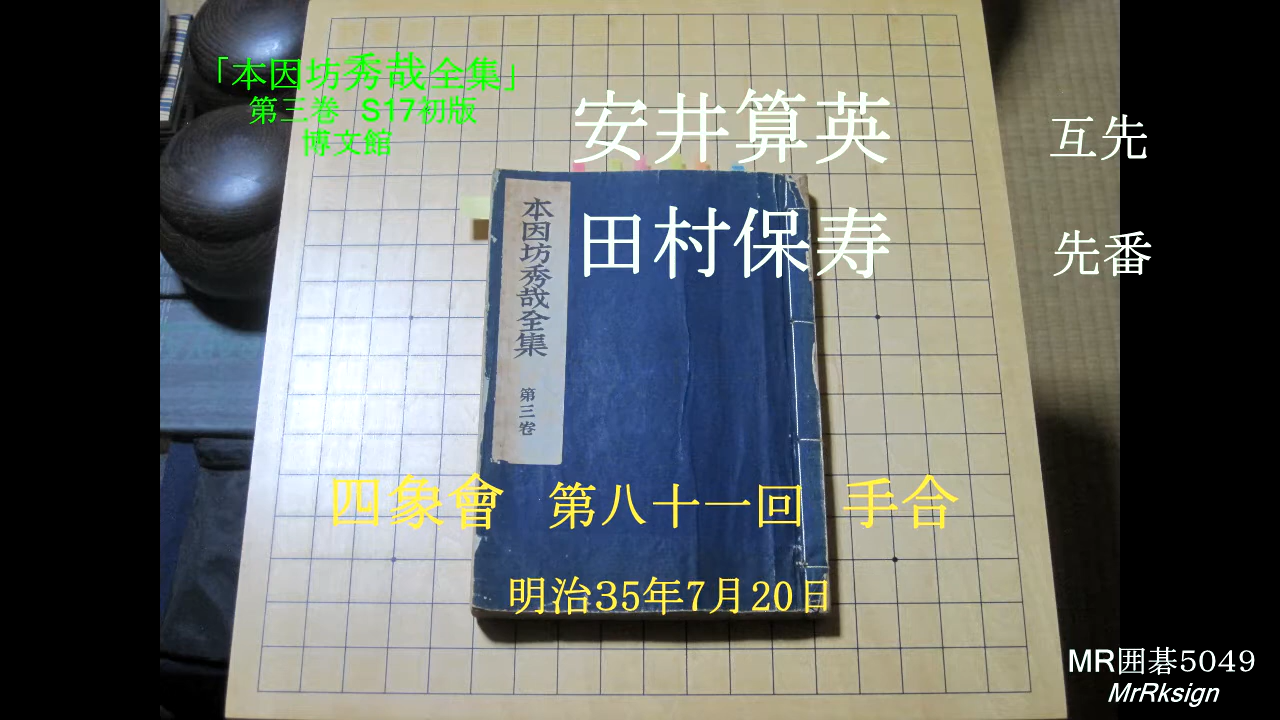 「本因坊秀哉全集」
第三巻 S17初版
博文館
安井算英 互先
田村保寿 先番
本因坊秀哉全集 第三卷
四象會 第八十一回 手合
明治35年7月20日
MR囲碁5049
MrRksign